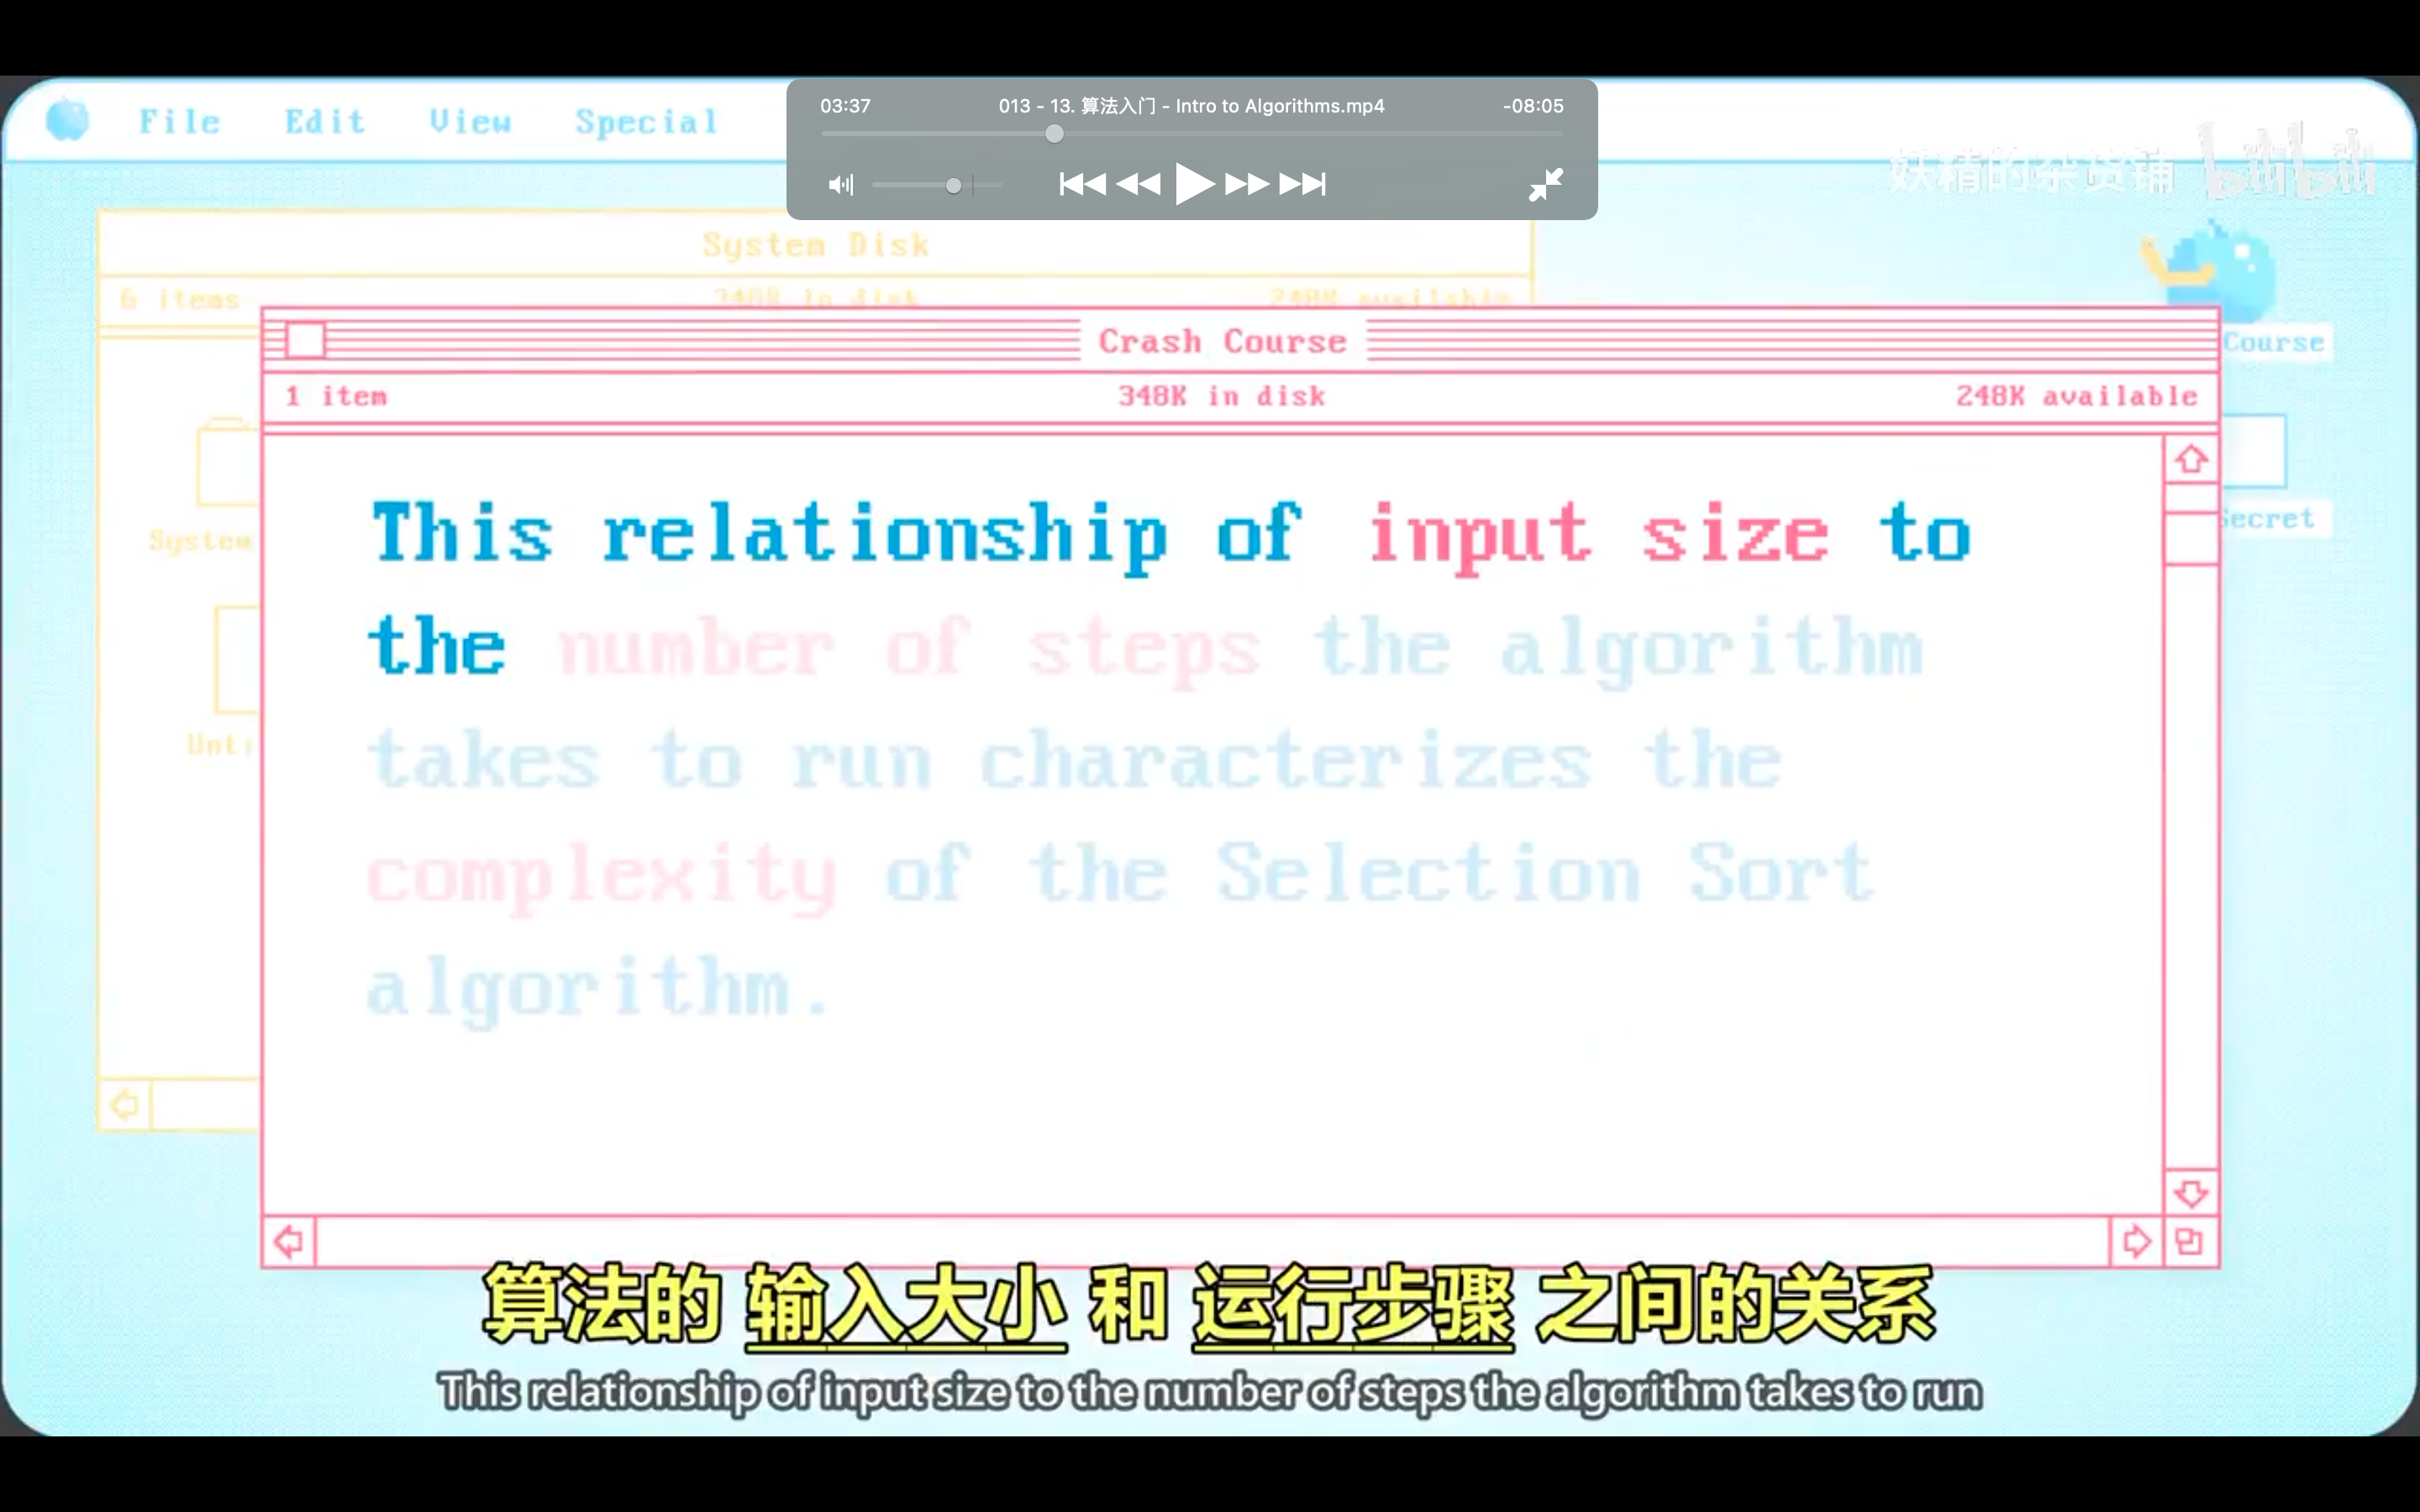 03:37 013 - 13. 算法入门 - Intro to Algorithms.mp4 -08:05
File Edit View Special
妖精的杂货铺 bilibili
System Disk
6 items 348K in disk 248K available
Crash Course
Course
1 item 348K in disk 248K available
This relationship of input size to
Secret
System
the number of steps the algorithm
Unti
takes to run characterizes the
complexity of the Selection Sort
algorithm.
算法的 输入大小 和 运行步骤 之间的关系
This relationship of input size to the number of steps the algorithm takes to run